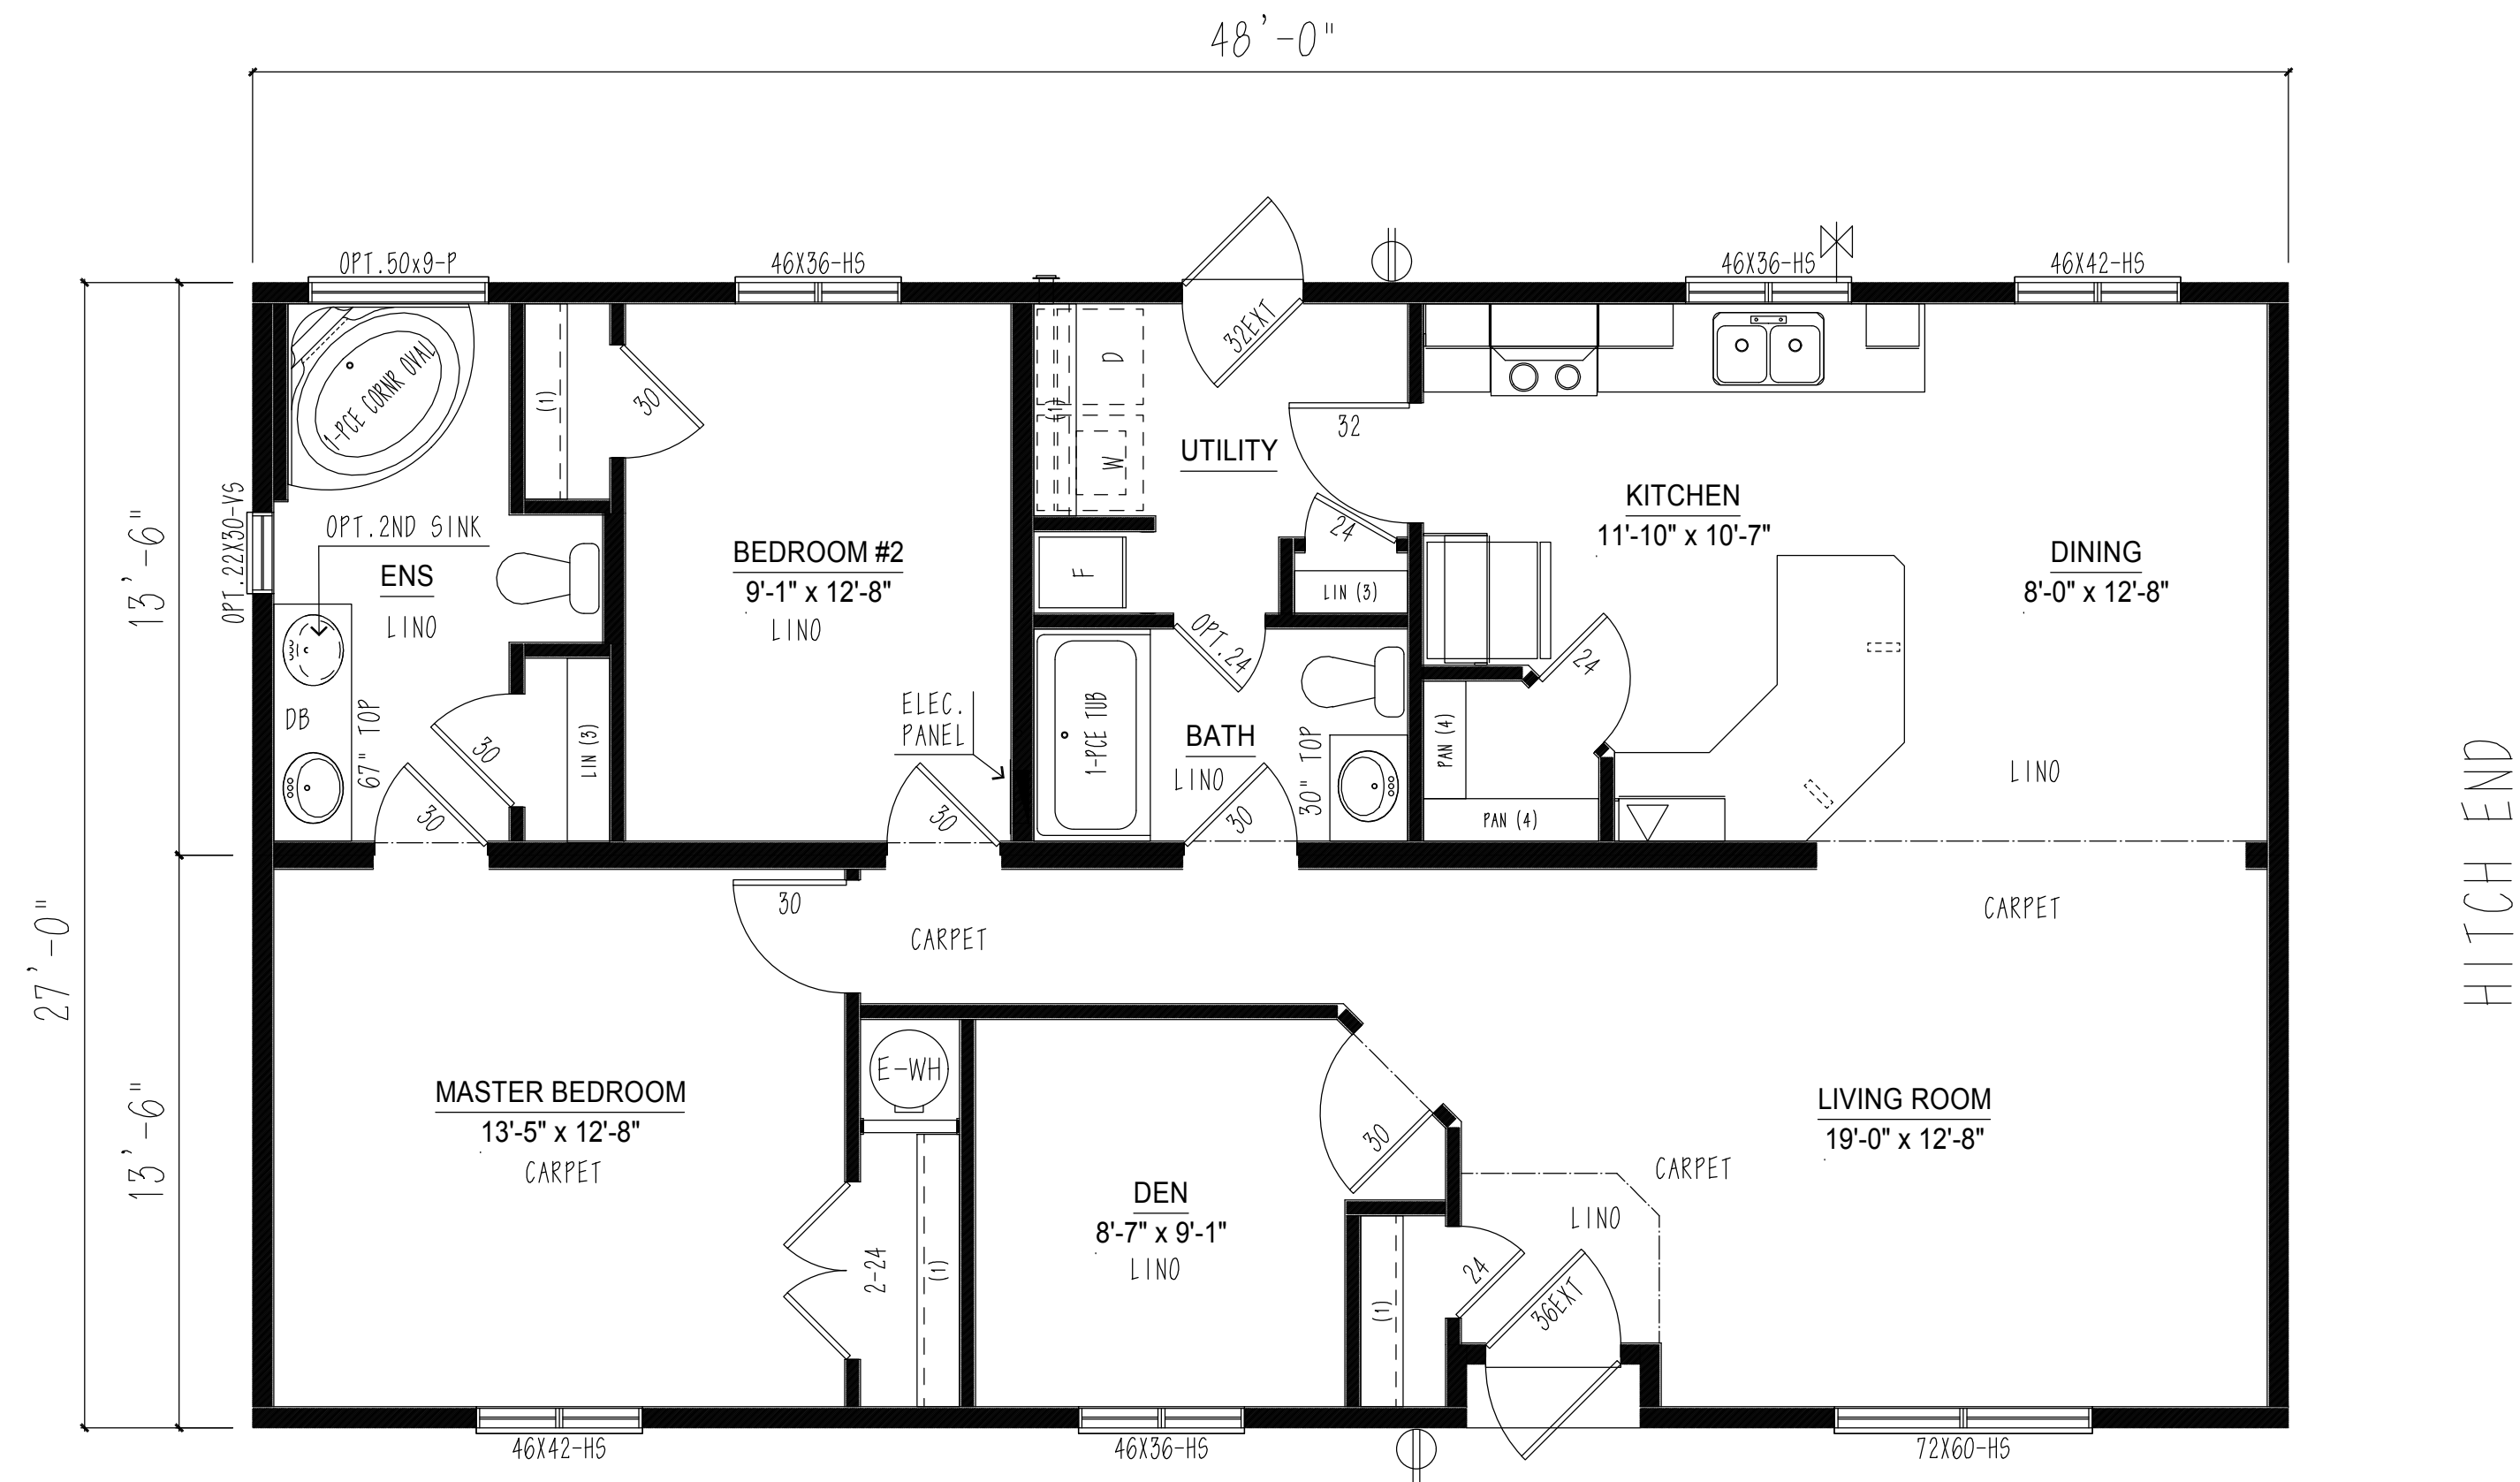 48'-0"
OPT.50x9-P
46X36-HS
46X36-HS
46X42-HS
32EXT
D
1-PCE CORNR OVAL
(1)
30
(1)
32
W
UTILITY
KITCHEN
11'-10" x 10'-7"
OPT.22X30-VS
13'-6"
OPT.2ND SINK
ENS
LINO
BEDROOM #2
9'-1" x 12'-8"
LINO
F
24
LIN (3)
DINING
8'-0" x 12'-8"
OPT.24
24
DB
67" TOP
30
LIN (3)
30
ELEC.
PANEL
30
1-PCE TUB
BATH
LINO
30" TOP
30
PAN (4)
PAN (4)
LINO
HITCH END
27'-0"
30
CARPET
CARPET
13'-6"
E-WH
MASTER BEDROOM
13'-5" x 12'-8"
CARPET
30
LIVING ROOM
19'-0" x 12'-8"
CARPET
DEN
8'-7" x 9'-1"
LINO
LINO
2-24
(1)
24
(1)
36EXT
46X42-HS
46X36-HS
72X60-HS